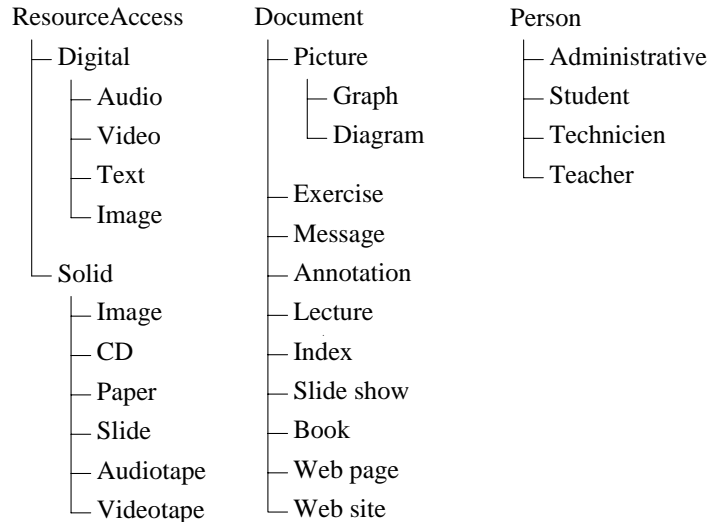 ResourceAccess
Digital
Audio
Video
Text
Image
Solid
Image
CD
Paper
Slide
Audiotape
Videotape
Document
Picture
Graph
Diagram
Exercise
Message
Annotation
Lecture
Index
Slide show
Book
Web page
Web site
Person
Administrative
Student
Technicien
Teacher